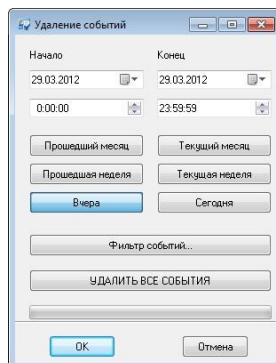 Удаление событий
Начало Конец
29.03.2012 29.03.2012
0:00:00 23:59:59
Прошедший месяц Текущий месяц
Прошедшая неделя Текущая неделя
Вчера Сегодня
Фильтр событий...
УДАЛИТЬ ВСЕ СОБЫТИЯ
OK Отмена